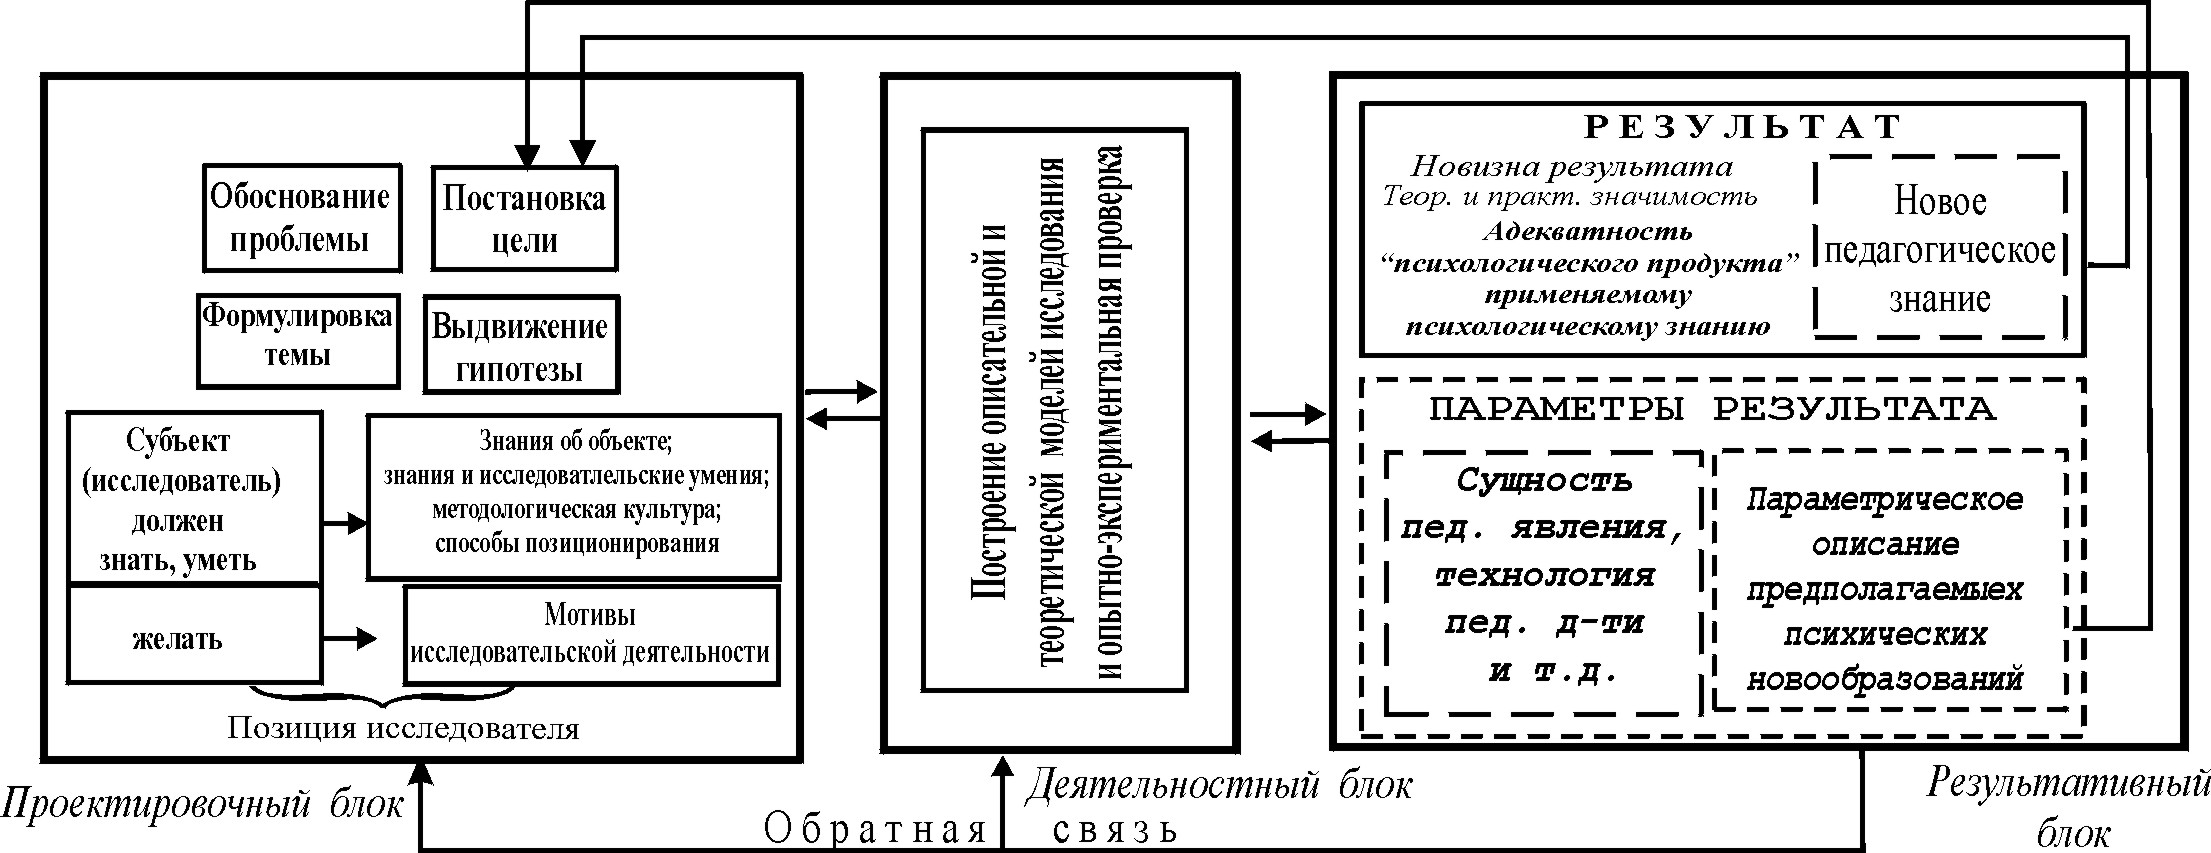 Обоснование
проблемы
Постановка
цели
Формулировка
темы
Выдвижение
гипотезы
Субъект
(исследователь)
должен
знать, уметь
Знания об объекте;
знания и исследоватлельские умения;
методологическая культура;
способы позиционирования
желать
Мотивы
исследовательской деятельности
Позиция исследователя
Проектировочный блок
Построение описательной и
теоретической моделей исследования
и опытно-экспериментальная проверка
Деятельностный блок
РЕЗУЛЬТАТ
Новизна результата
Теор. и практ. значимость
Адекватность
“психологического продукта”
применяемому
психологическому знанию
Новое
педагогическое
знание
ПАРАМЕТРЫ РЕЗУЛЬТАТА
Сущность
пед. явления,
технология
пед. д-ти
и т.д.
Параметрическое
описание
предполагаемыех
психических
новообразований
Результативный
блок
Обратная связь